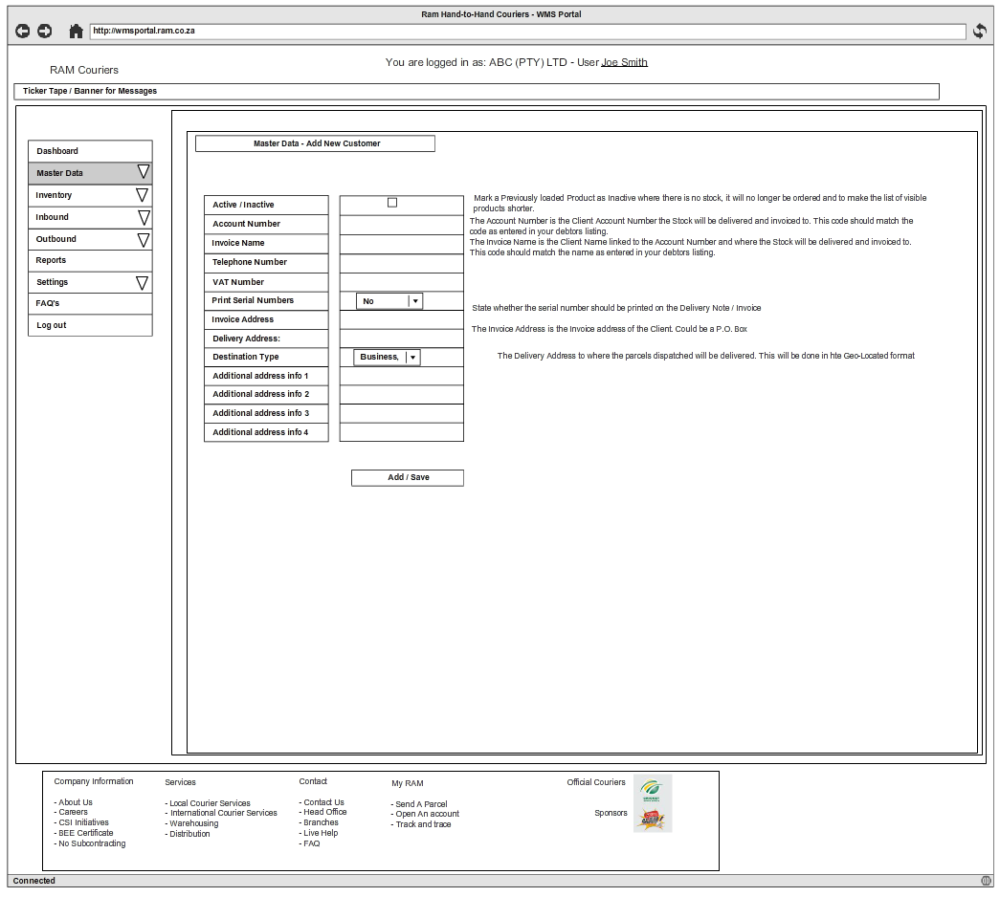 Ram Hand-to-Hand Couriers - WMS Portal
http://wmsportal.ram.co.za
You are logged in as: ABC (PTY) LTD - User Joe Smith
RAM Couriers
Ticker Tape / Banner for Messages
Dashboard
Master Data
Inventory
Inbound
Outbound
Reports
Settings
FAQ's
Log out
Master Data - Add New Customer
Active / Inactive
Mark a Previously loaded Product as Inactive where there is no stock, it will no longer be ordered and to make the list of visible
products shorter.
Account Number
The Account Number is the Client Account Number the Stock will be delivered and invoiced to. This code should match the
code as entered in your debtors listing.
Invoice Name
The Invoice Name is the Client Name linked to the Account Number and where the Stock will be delivered and invoiced to.
This code should match the name as entered in your debtors listing.
Telephone Number
VAT Number
Print Serial Numbers
No
State whether the serial number should be printed on the Delivery Note / Invoice
Invoice Address
The Invoice Address is the Invoice address of the Client. Could be a P.O. Box
Delivery Address:
Destination Type
Business,
The Delivery Address to where the parcels dispatched will be delivered. This will be done in hte Geo-Located format
Additional address info 1
Additional address info 2
Additional address info 3
Additional address info 4
Add / Save
Company Information
- About Us
- Careers
- CSI Initiatives
- BEE Certificate
- No Subcontracting
Services
- Local Courier Services
- International Courier Services
- Warehousing
- Distribution
Contact
- Contact Us
- Head Office
- Branches
- Live Help
- FAQ
My RAM
- Send A Parcel
- Open An account
- Track and trace
Official Couriers
Sponsors
CRICKET
Connected